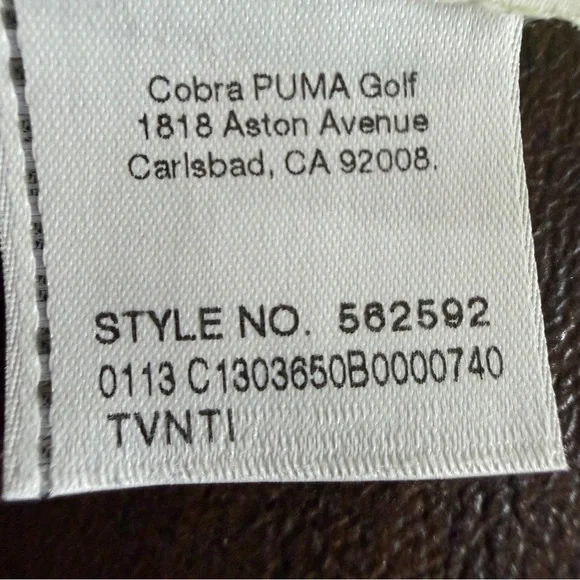 Cobra PUMA Golf
1818 Aston Avenue
Carlsbad, CA 92008.
STYLE NO. 562592
0113 C1303650B0000740
TVNTI